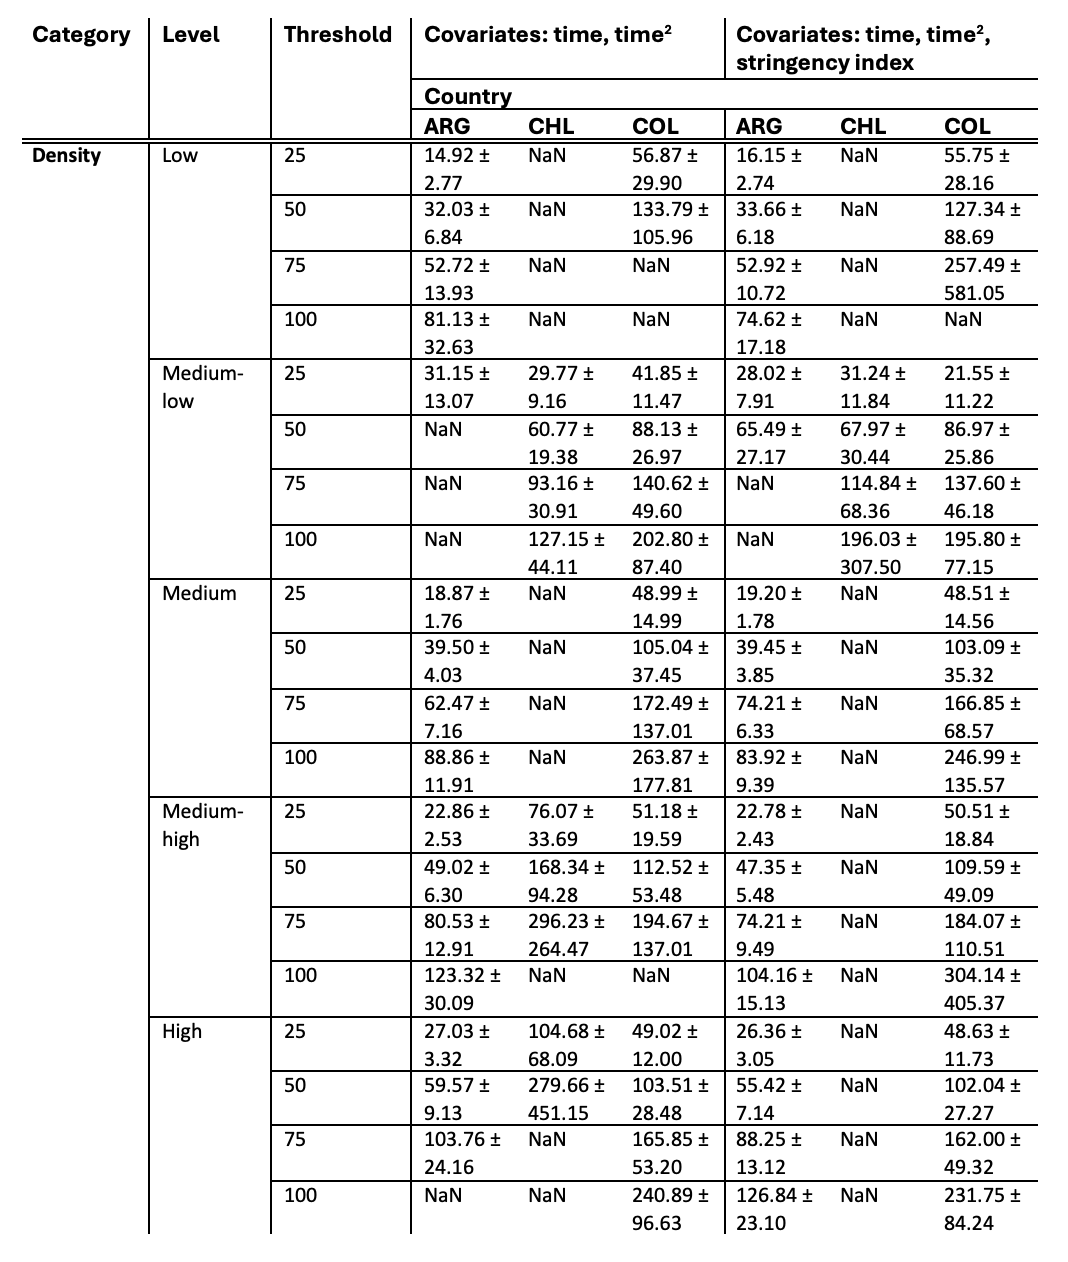 Category Level Threshold Covariates: time, time² Covariates: time, time²,
stringency index
Country
ARG CHL COL ARG CHL COL
Density Low 25 14.92 ± NaN 56.87 ± 16.15 ± NaN 55.75 ±
2.77 29.90 2.74 28.16
50 32.03 ± NaN 133.79 ± 33.66 ± NaN 127.34 ±
6.84 105.96 6.18 88.69
75 52.72 ± NaN NaN 52.92 ± NaN 257.49 ±
13.93 10.72 581.05
100 81.13 ± NaN NaN 74.62 ± NaN NaN
32.63 17.18
Medium- 25 31.15 ± 29.77 ± 41.85 ± 28.02 ± 31.24 ± 21.55 ±
low 13.07 9.16 11.47 7.91 11.84 11.22
50 NaN 60.77 ± 88.13 ± 65.49 ± 67.97 ± 86.97 ±
19.38 26.97 27.17 30.44 25.86
75 NaN 93.16 ± 140.62 ± NaN 114.84 ± 137.60 ±
30.91 49.60 68.36 46.18
100 NaN 127.15 ± 202.80 ± NaN 196.03 ± 195.80 ±
44.11 87.40 307.50 77.15
Medium 25 18.87 ± NaN 48.99 ± 19.20 ± NaN 48.51 ±
1.76 14.99 1.78 14.56
50 39.50 ± NaN 105.04 ± 39.45 ± NaN 103.09 ±
4.03 37.45 3.85 35.32
75 62.47 ± NaN 172.49 ± 74.21 ± NaN 166.85 ±
7.16 137.01 6.33 68.57
100 88.86 ± NaN 263.87 ± 83.92 ± NaN 246.99 ±
11.91 177.81 9.39 135.57
Medium- 25 22.86 ± 76.07 ± 51.18 ± 22.78 ± NaN 50.51 ±
high 2.53 33.69 19.59 2.43 18.84
50 49.02 ± 168.34 ± 112.52 ± 47.35 ± NaN 109.59 ±
6.30 94.28 53.48 5.48 49.09
75 80.53 ± 296.23 ± 194.67 ± 74.21 ± NaN 184.07 ±
12.91 264.47 137.01 9.49 110.51
100 123.32 ± NaN NaN 104.16 ± NaN 304.14 ±
30.09 15.13 405.37
High 25 27.03 ± 104.68 ± 49.02 ± 26.36 ± NaN 48.63 ±
3.32 68.09 12.00 3.05 11.73
50 59.57 ± 279.66 ± 103.51 ± 55.42 ± NaN 102.04 ±
9.13 451.15 28.48 7.14 27.27
75 103.76 ± NaN 165.85 ± 88.25 ± NaN 162.00 ±
24.16 53.20 13.12 49.32
100 NaN NaN 240.89 ± 126.84 ± NaN 231.75 ±
96.63 23.10 84.24